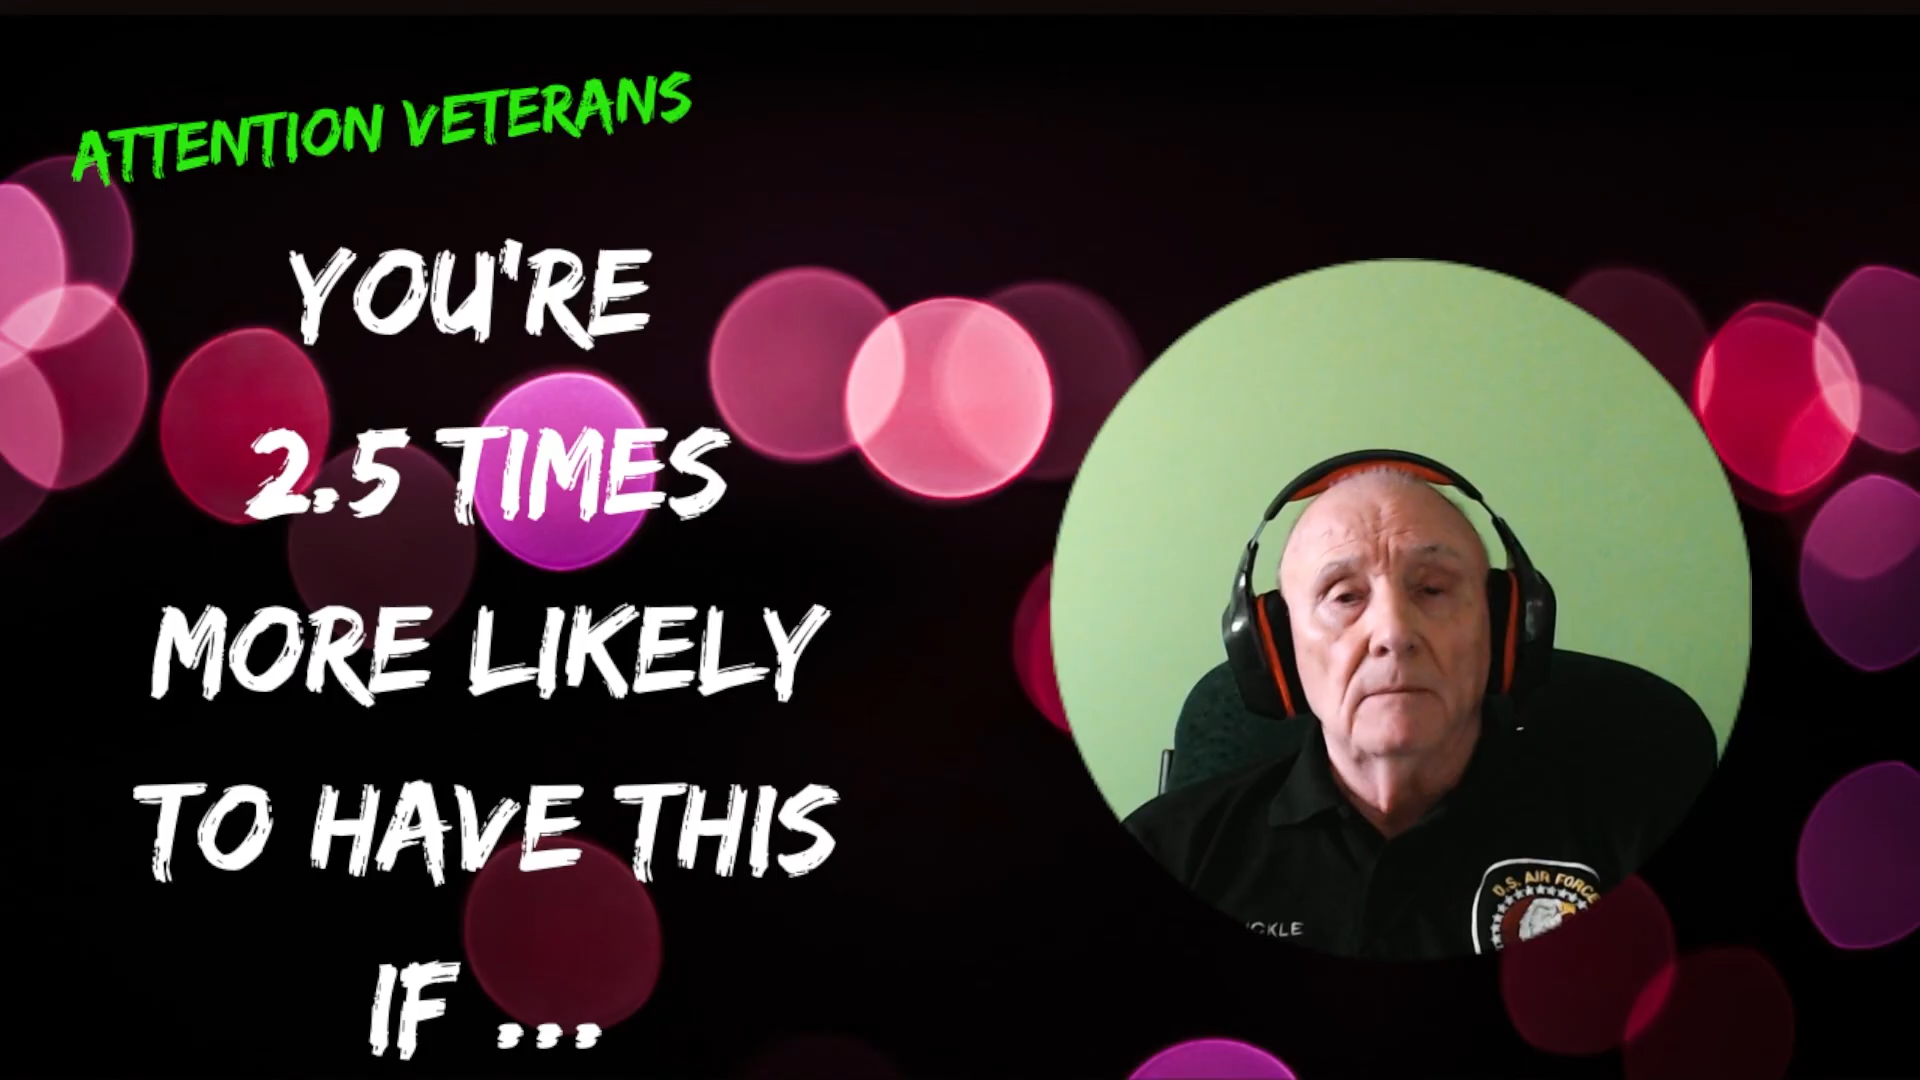 ATTENTION VETERANS
YOU'RE
2.5 TIMES
MORE LIKELY
TO HAVE THIS
IF ...
U.S. AIR FORCE